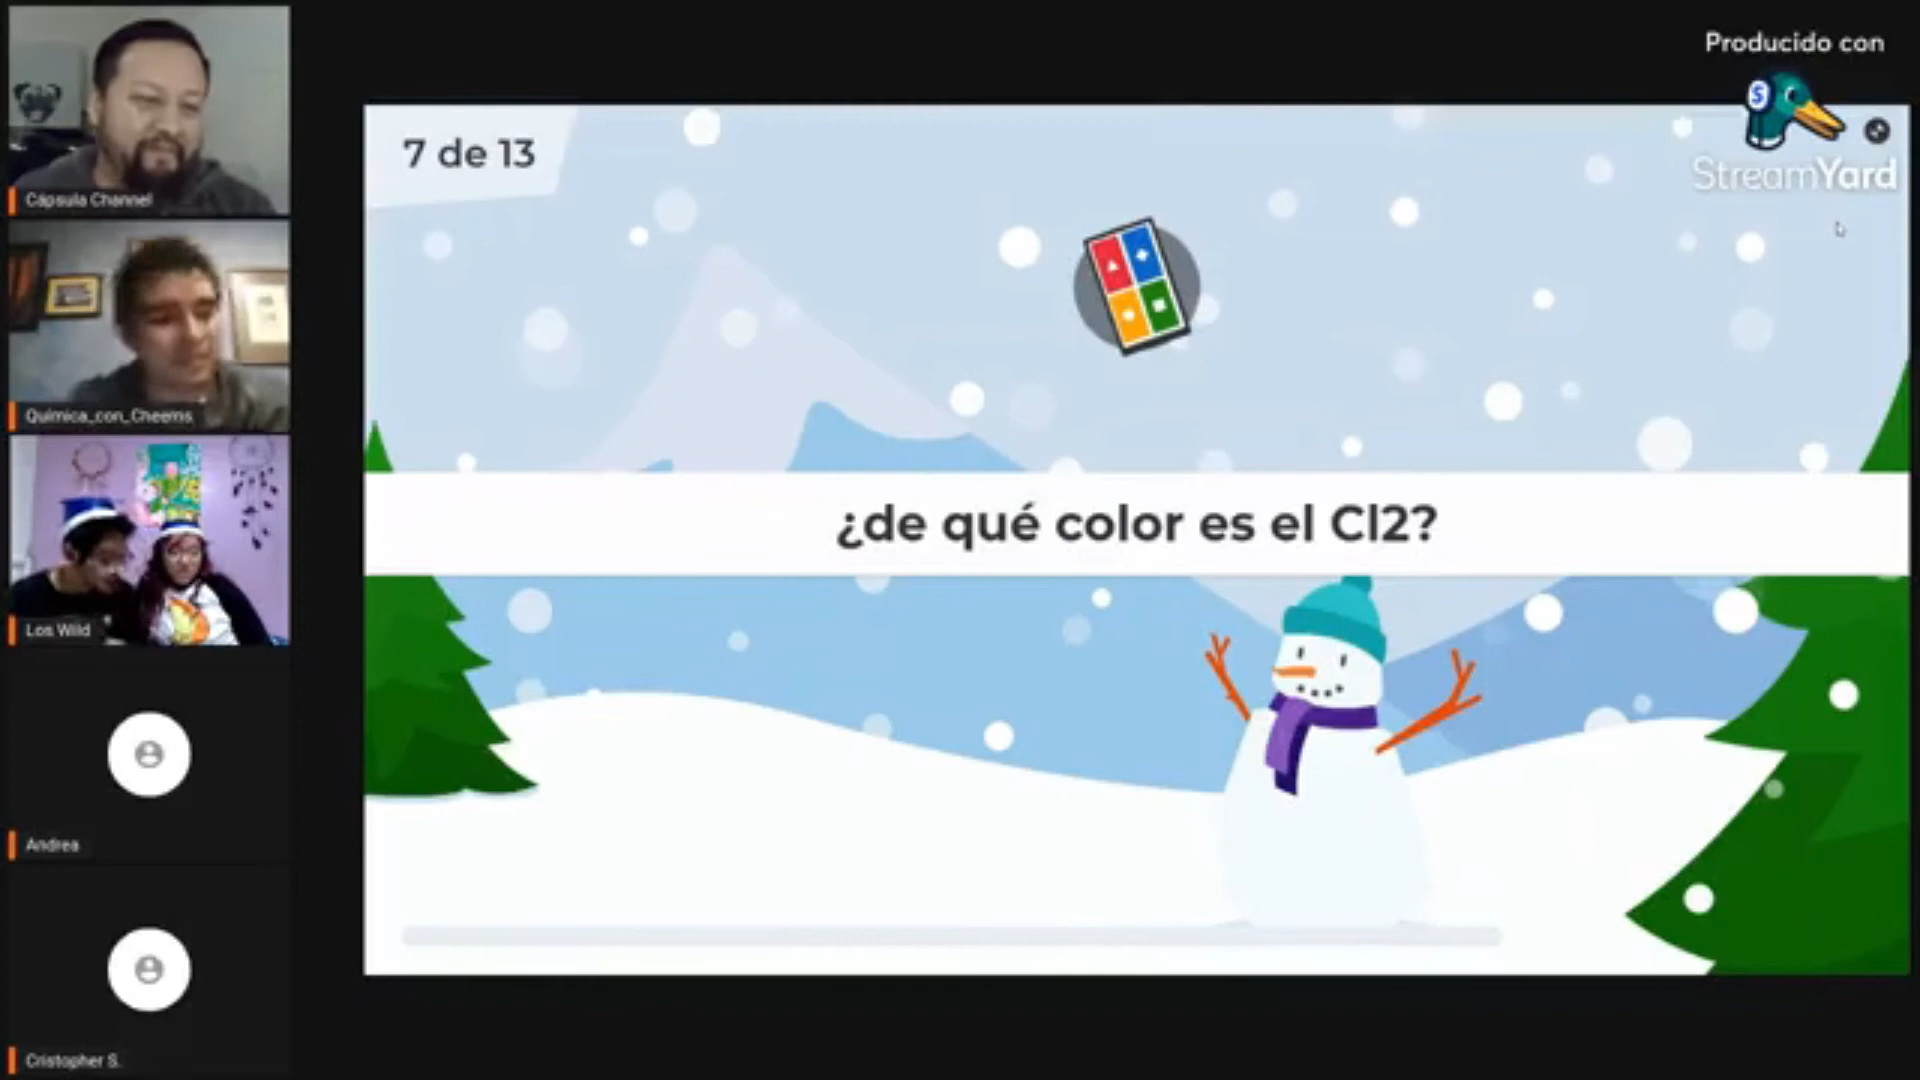 Producido con
StreamYard
7 de 13
¿de qué color es el Cl2?
Cápsula Channel
Química_con_Cheems
Los Wild
Andrea
Cristopher S.